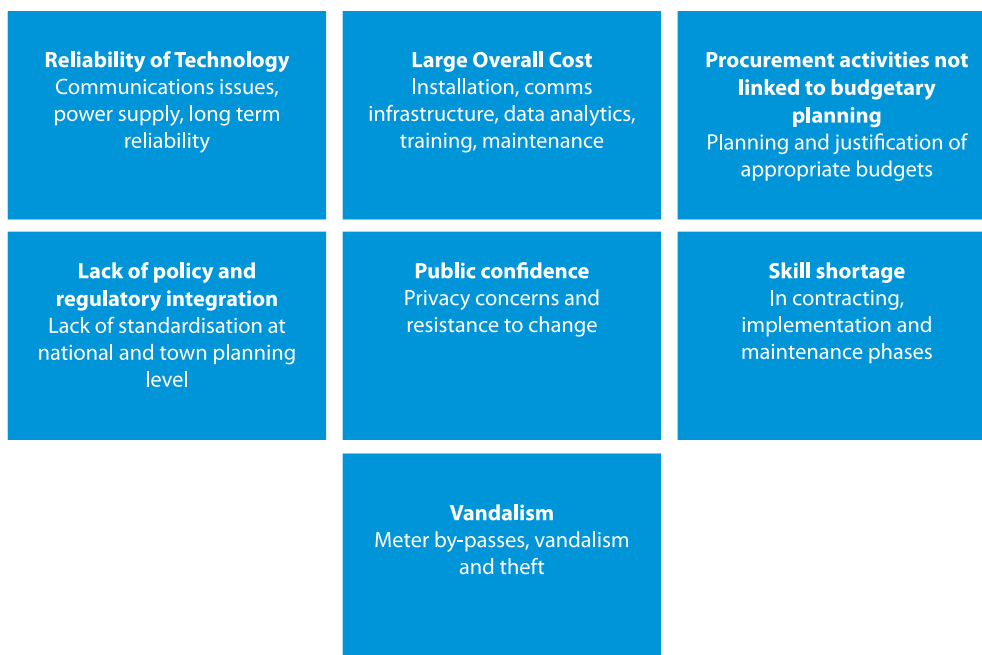 Reliability of Technology
Communications issues,
power supply, long term
reliability
Large Overall Cost
Installation, comms
infrastructure, data analytics,
training, maintenance
Procurement activities not
linked to budgetary
planning
Planning and justification of
appropriate budgets
Lack of policy and
regulatory integration
Lack of standardisation at
national and town planning
level
Public confidence
Privacy concerns and
resistance to change
Skill shortage
In contracting,
implementation and
maintenance phases
Vandalism
Meter by-passes, vandalism
and theft